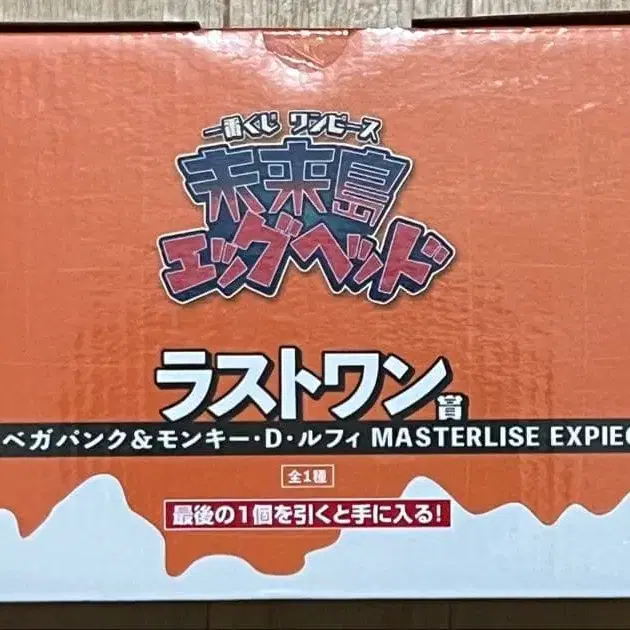 一番くじ ワンピース
未来島
エッグヘッド
ラストワン賞
ベガパンク&モンキー・D・ルフィ MASTERLISE EXPIEC
全1種
最後の1個を引くと手に入る!